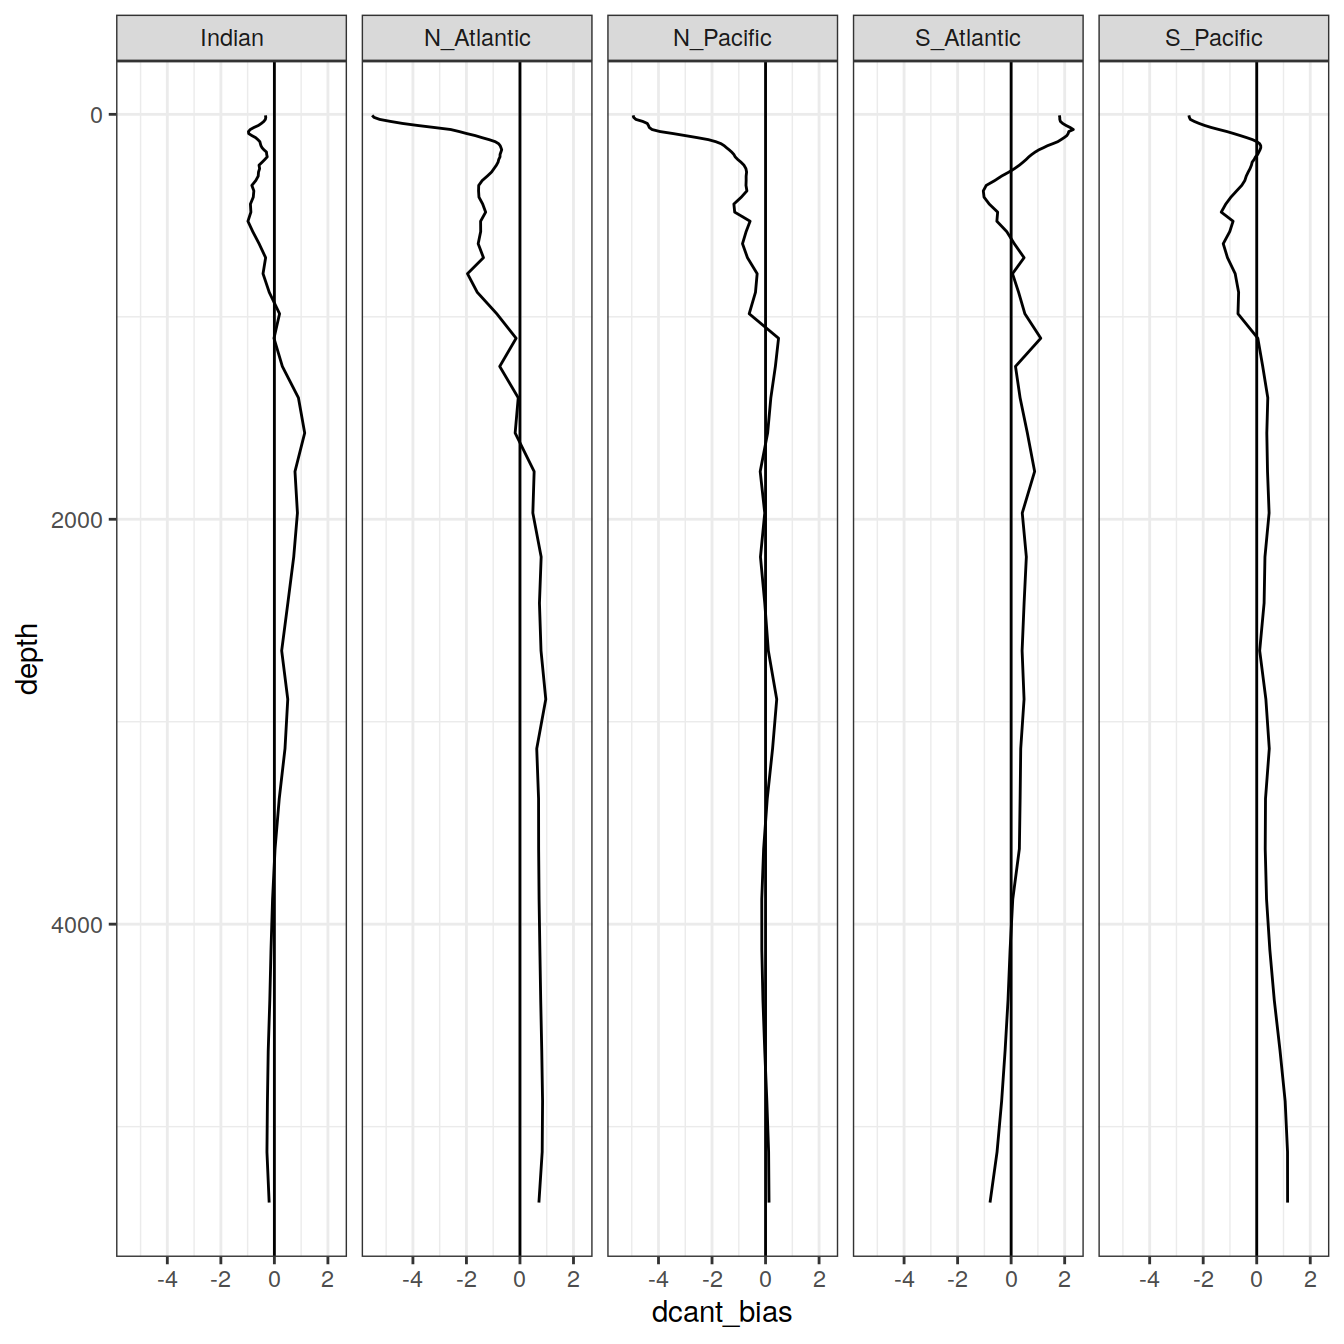 Indian N_Atlantic N_Pacific S_Atlantic S_Pacific
0
2000
4000
depth
-4 -2 0 2 -4 -2 0 2 -4 -2 0 2 -4 -2 0 2 -4 -2 0 2
dcant_bias